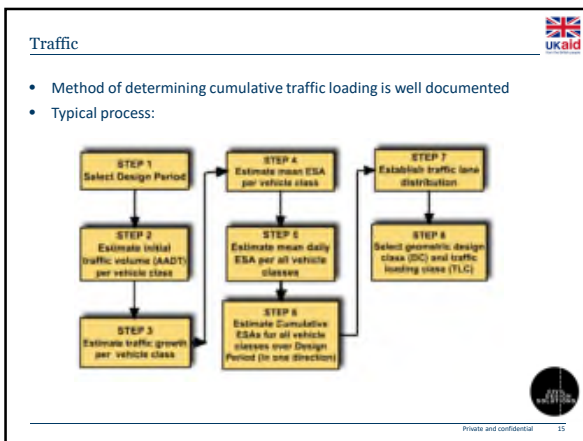 Traffic
UKaid
• Method of determining cumulative traffic loading is well documented
• Typical process:
STEP 1
Select Design Period
STEP 2
Estimate initial
traffic volume (AADT)
per vehicle class
STEP 3
Estimate traffic growth
per vehicle class
STEP 4
Estimate mean ESA
per vehicle class
STEP 5
Estimate mean daily
ESA per all vehicle
classes
STEP 6
Estimate Cumulative
ESAs for all vehicle
classes over Design
Period (in one direction)
STEP 7
Establish traffic lane
distribution
STEP 8
Select geometric design
class (DC) and traffic
loading class (TLC)
CIVIL
DESIGN
SOLUTIONS
Private and confidential 15